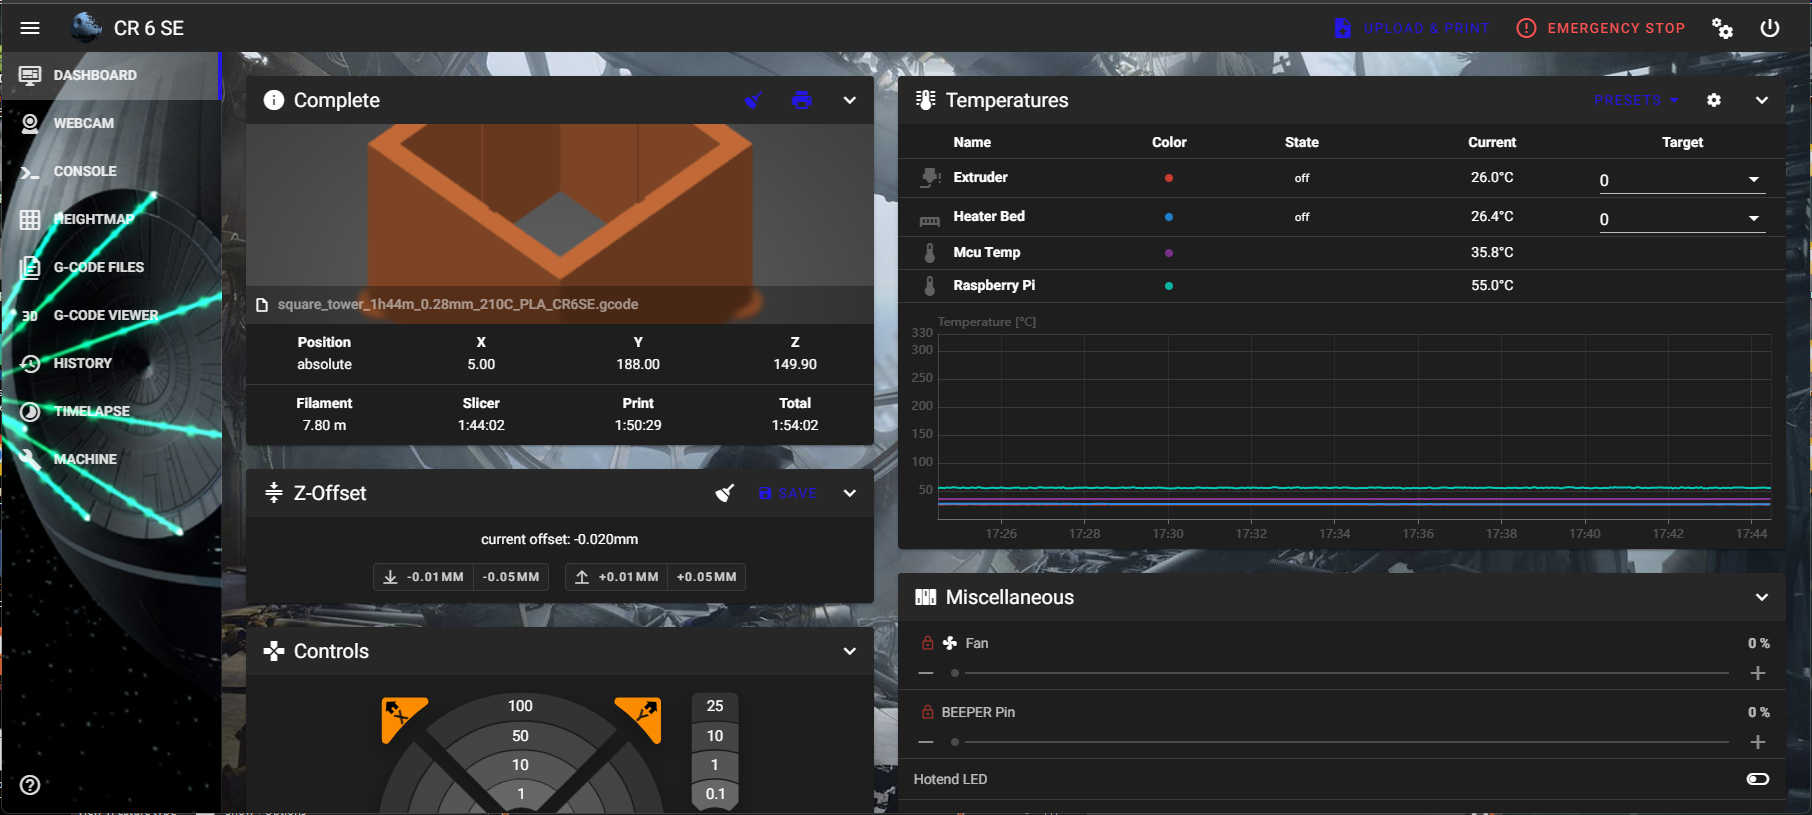 CR 6 SE
UPLOAD & PRINT
EMERGENCY STOP
DASHBOARD
WEBCAM
CONSOLE
HEIGHTMAP
G-CODE FILES
3D G-CODE VIEWER
HISTORY
TIMELAPSE
MACHINE
Complete
square_tower_1h44m_0.28mm_210C_PLA_CR6SE.gcode
Position X Y Z
absolute 5.00 188.00 149.90
Filament Slicer Print Total
7.80 m 1:44:02 1:50:29 1:54:02
Z-Offset
SAVE
current offset: -0.020mm
-0.01MM -0.05MM +0.01MM +0.05MM
Controls
X
Y
100
50
10
1
25
10
1
0.1
Temperatures
PRESETS
Name Color State Current Target
Extruder off 26.0°C 0
Heater Bed off 26.4°C 0
Mcu Temp 35.8°C
Raspberry Pi 55.0°C
Temperature [°C]
330
300
250
200
150
100
50
17:26 17:28 17:30 17:32 17:34 17:36 17:38 17:40 17:42 17:44
Miscellaneous
Fan 0 %
BEEPER Pin 0 %
Hotend LED